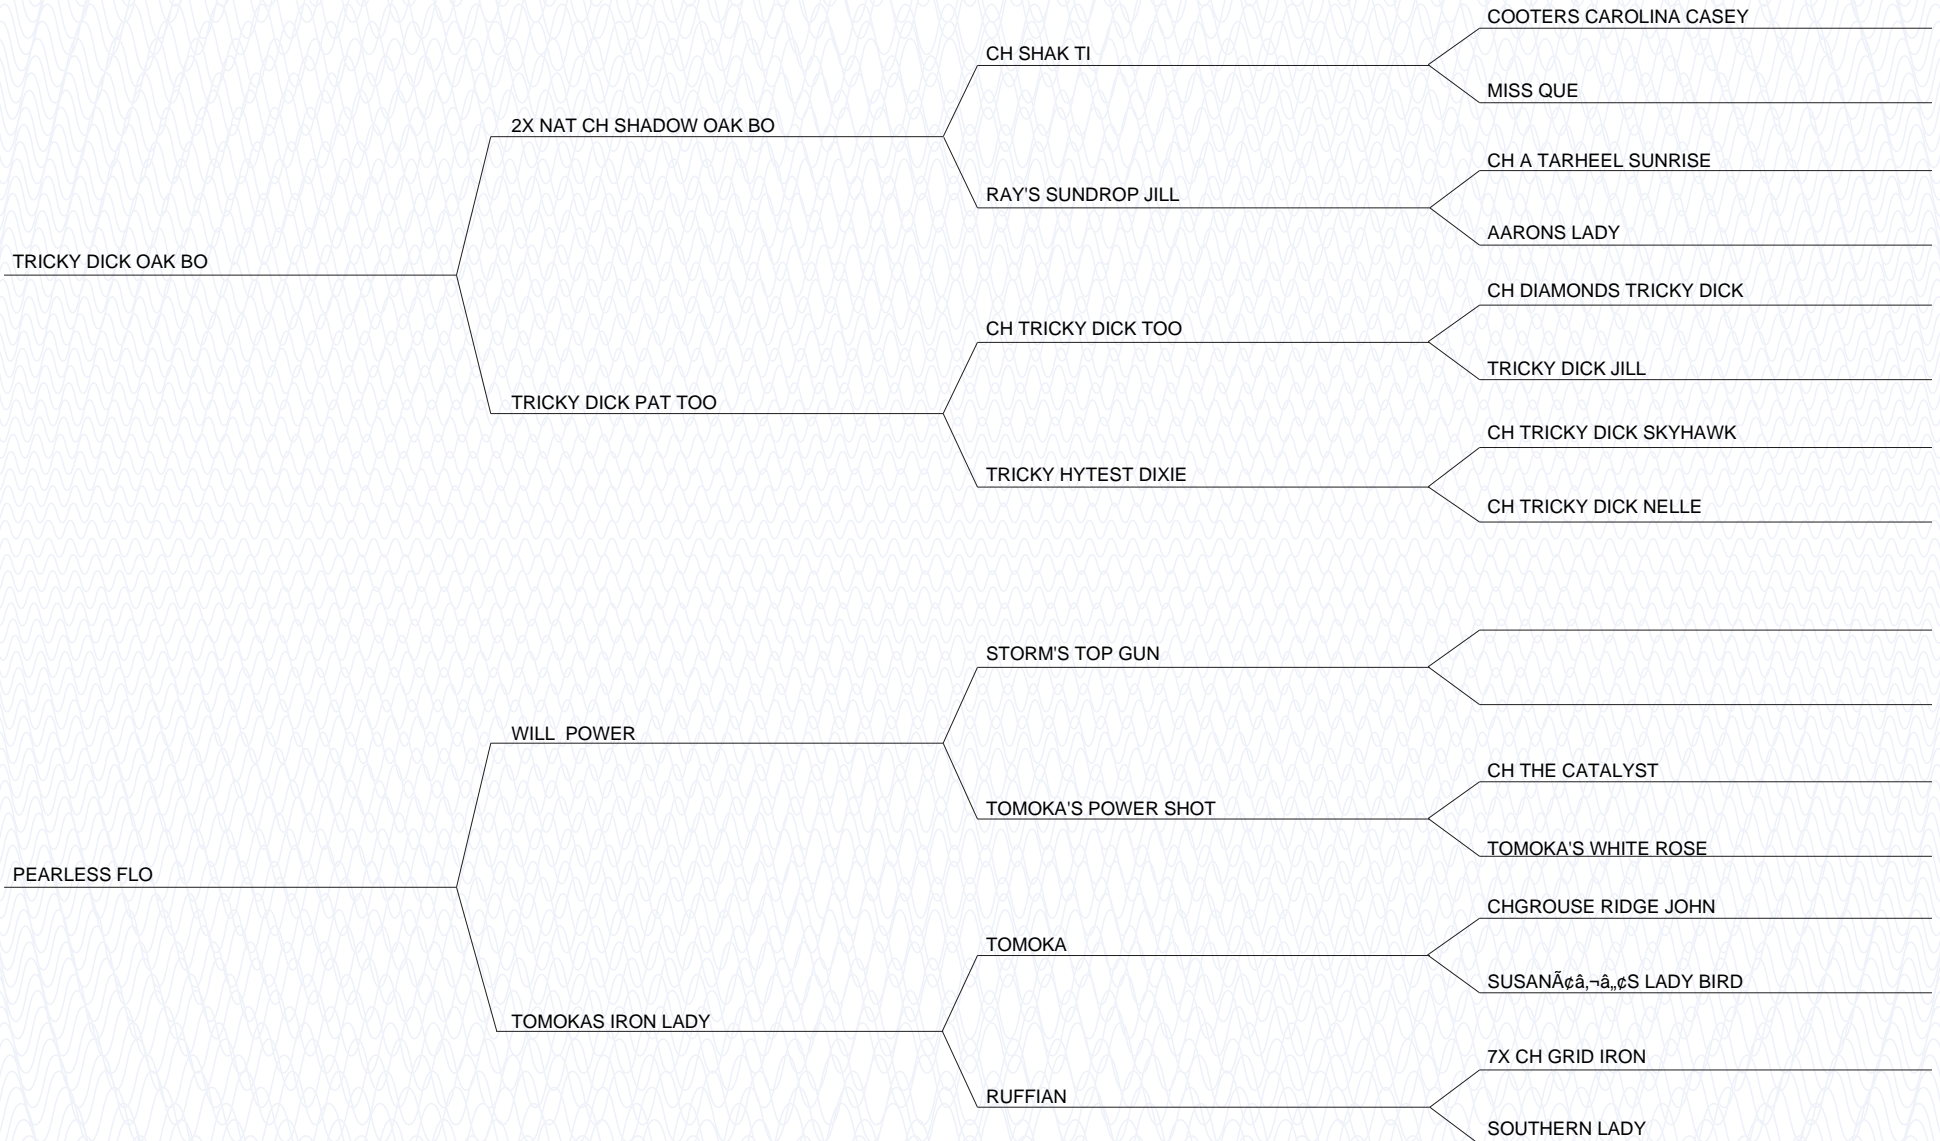 COOTERS CAROLINA CASEY
CH SHAK TI
MISS QUE
2X NAT CH SHADOW OAK BO
CH A TARHEEL SUNRISE
RAY'S SUNDROP JILL
AARONS LADY
TRICKY DICK OAK BO
CH DIAMONDS TRICKY DICK
CH TRICKY DICK TOO
TRICKY DICK JILL
TRICKY DICK PAT TOO
CH TRICKY DICK SKYHAWK
TRICKY HYTEST DIXIE
CH TRICKY DICK NELLE
STORM'S TOP GUN
WILL  POWER
CH THE CATALYST
TOMOKA'S POWER SHOT
TOMOKA'S WHITE ROSE
PEARLESS FLO
CHGROUSE RIDGE JOHN
TOMOKA
SUSANÃ¢â‚¬â„¢S LADY BIRD
TOMOKAS IRON LADY
7X CH GRID IRON
RUFFIAN
SOUTHERN LADY